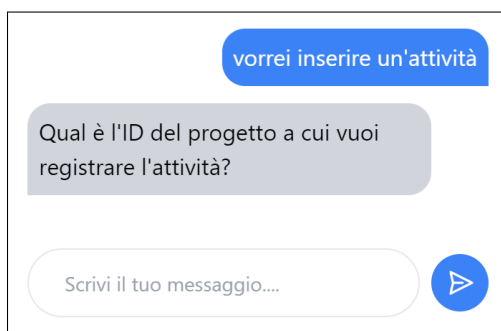 vorrei inserire un'attività
Qual è l'ID del progetto a cui vuoi
registrare l'attività?
Scrivi il tuo messaggio....